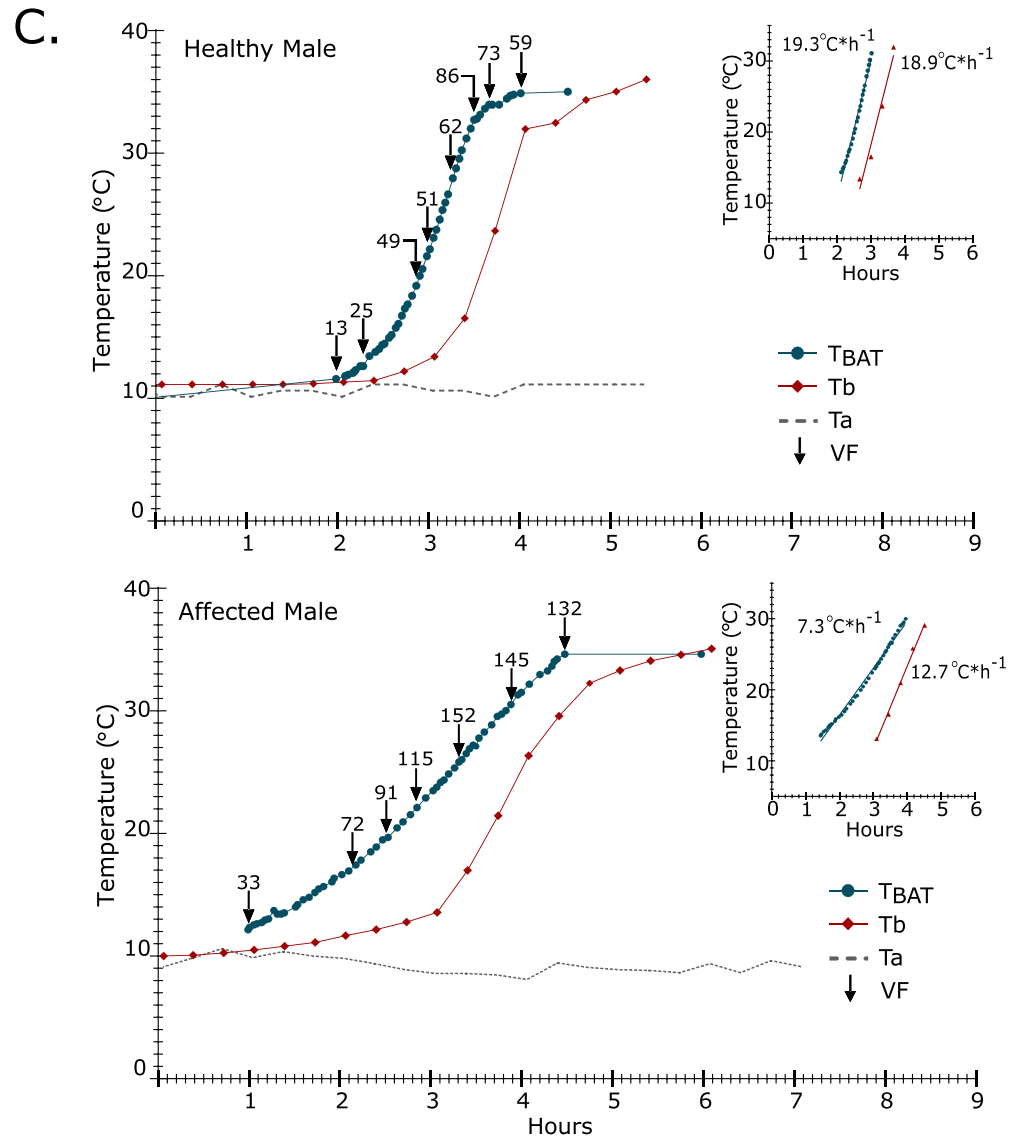 C.
Healthy Male
Temperature (°C)
40
30
20
10
0
1 2 3 4 5 6 7 8 9
13
25
49
51
62
86
73
59
19.3°C*h⁻¹
18.9°C*h⁻¹
Temperature (°C)
30
20
10
0 1 2 3 4 5 6
Hours
T_BAT
Tb
Ta
VF
Affected Male
Temperature (°C)
40
30
20
10
0
1 2 3 4 5 6 7 8 9
Hours
33
72
91
115
152
145
132
7.3°C*h⁻¹
12.7°C*h⁻¹
Temperature (°C)
30
20
10
0 1 2 3 4 5 6
Hours
T_BAT
Tb
Ta
VF